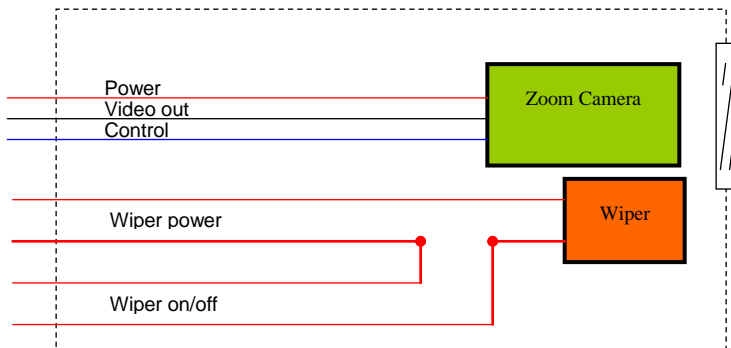 Power
Video out
Control
Zoom Camera
Wiper power
Wiper
Wiper on/off